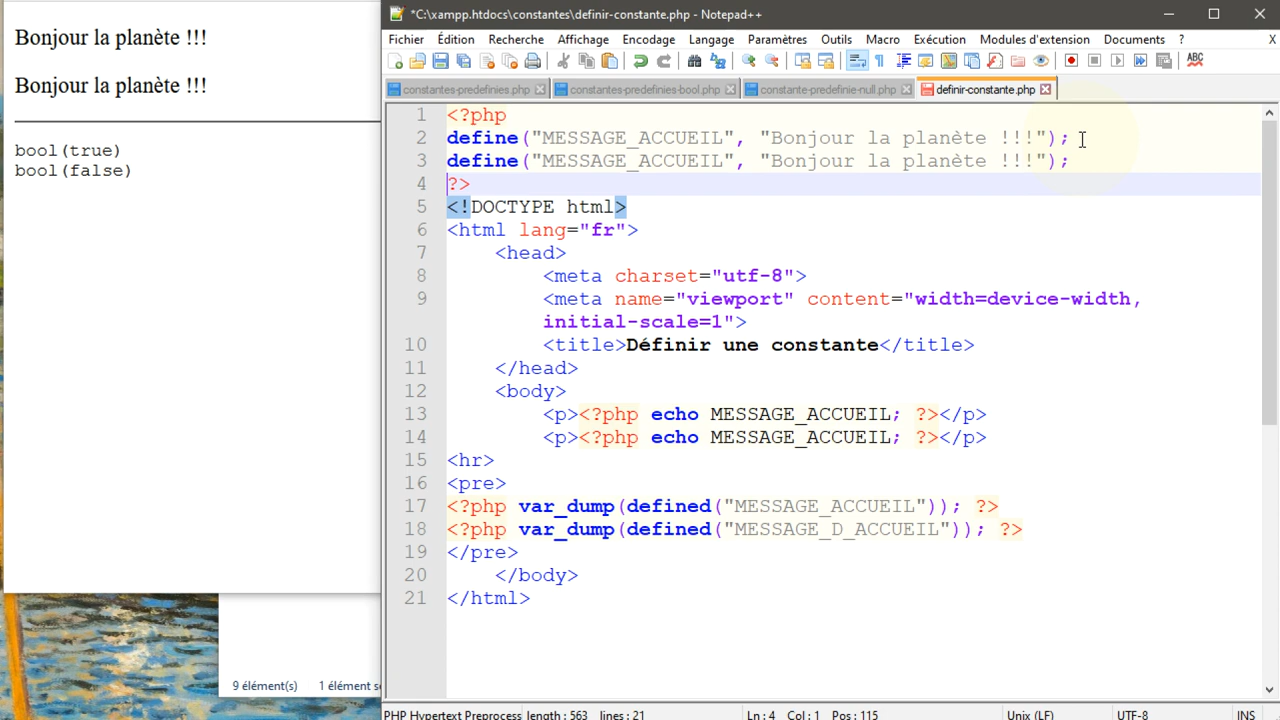 Bonjour la planète !!!
Bonjour la planète !!!
bool(true)
bool(false)
9 élément(s) 1 élément sé
*C:\xampp.htdocs\constantes\definir-constante.php - Notepad++
Fichier Édition Recherche Affichage Encodage Langage Paramètres Outils Macro Exécution Modules d'extension Documents ? X
ABC
constantes-predefinies.php constantes-predefinies-bool.php constante-predefinie-null.php definir-constante.php
1 <?php
2 define("MESSAGE_ACCUEIL", "Bonjour la planète !!!");
3 define("MESSAGE_ACCUEIL", "Bonjour la planète !!!");
4 ?>
5 <!DOCTYPE html>
6 <html lang="fr">
7 <head>
8 <meta charset="utf-8">
9 <meta name="viewport" content="width=device-width,
initial-scale=1">
10 <title>Définir une constante</title>
11 </head>
12 <body>
13 <p><?php echo MESSAGE_ACCUEIL; ?></p>
14 <p><?php echo MESSAGE_ACCUEIL; ?></p>
15 <hr>
16 <pre>
17 <?php var_dump(defined("MESSAGE_ACCUEIL")); ?>
18 <?php var_dump(defined("MESSAGE_D_ACCUEIL")); ?>
19 </pre>
20 </body>
21 </html>
PHP Hypertext Preprocess length : 563 lines : 21 Ln : 4 Col : 1 Pos : 115 Unix (LF) UTF-8 INS